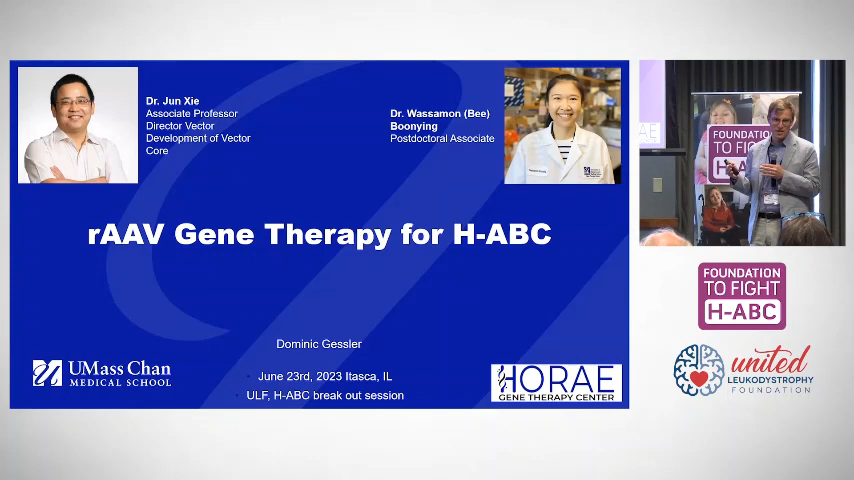 Dr. Jun Xie
Associate Professor
Director Vector
Development of Vector
Core
Dr. Wassamon (Bee)
Boonying
Postdoctoral Associate
rAAV Gene Therapy for H-ABC
Dominic Gessler
• June 23rd, 2023 Itasca, IL
• ULF, H-ABC break out session
UMass Chan
MEDICAL SCHOOL
HORAE
GENE THERAPY CENTER
RAE
FOUNDATION
TO FIGHT
H-A
FOUNDATION
TO FIGHT
H-ABC
united
LEUKODYSTROPHY
FOUNDATION